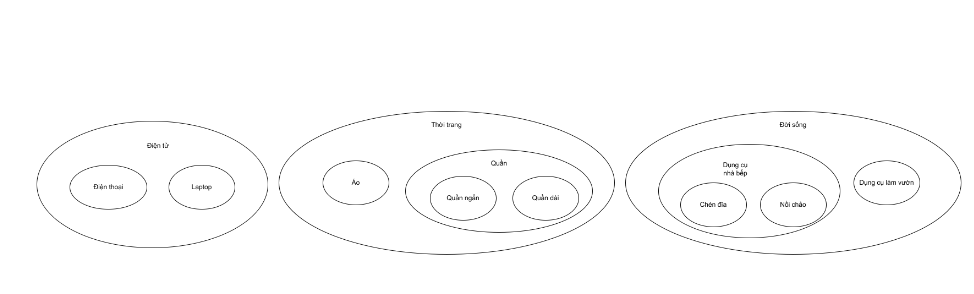 Điện tử
Điện thoại
Laptop
Thời trang
Áo
Quần
Quần ngắn
Quần dài
Đời sống
Dụng cụ
nhà bếp
Chén dĩa
Nồi chảo
Dụng cụ làm vườn